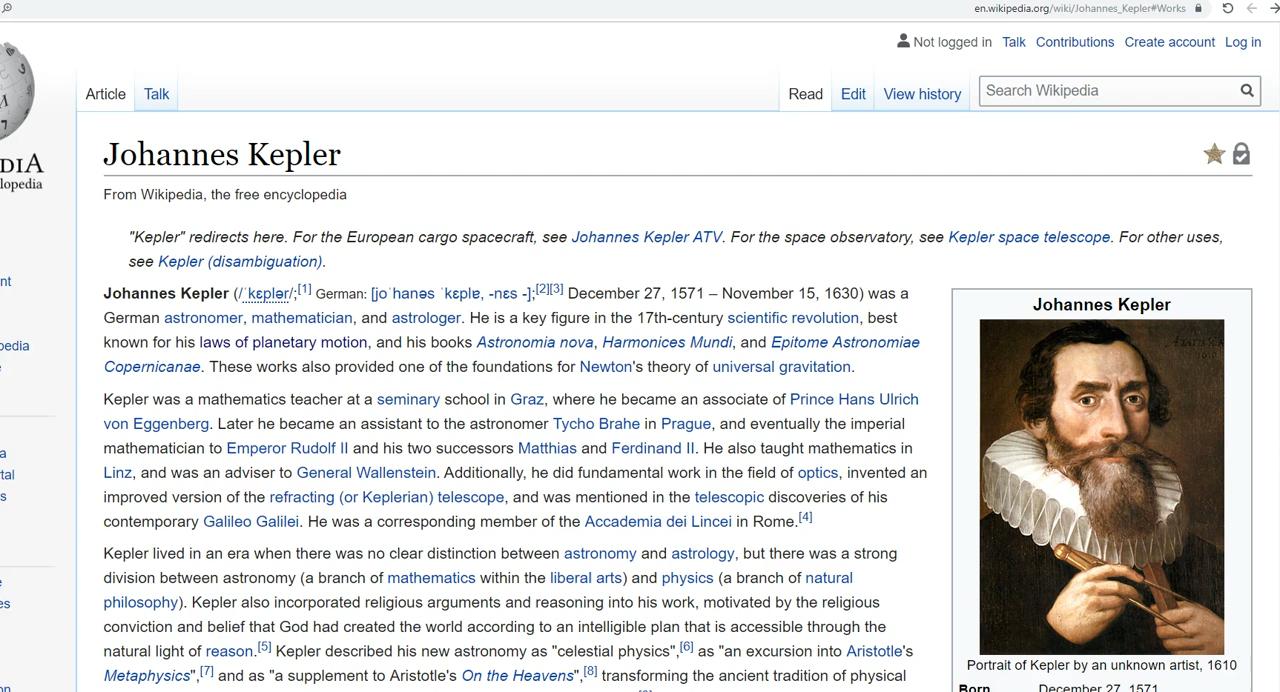 en.wikipedia.org/wiki/Johannes_Kepler#Works
Not logged in Talk Contributions Create account Log in
Article Talk Read Edit View history Search Wikipedia
DIA
lopedia
Johannes Kepler
From Wikipedia, the free encyclopedia
"Kepler" redirects here. For the European cargo spacecraft, see Johannes Kepler ATV. For the space observatory, see Kepler space telescope. For other uses,
see Kepler (disambiguation).
Johannes Kepler (/ˈkɛplər/;[1] German: [joˈhanəs ˈkɛplɐ, -nɛs -];[2][3] December 27, 1571 – November 15, 1630) was a
German astronomer, mathematician, and astrologer. He is a key figure in the 17th-century scientific revolution, best
known for his laws of planetary motion, and his books Astronomia nova, Harmonices Mundi, and Epitome Astronomiae
Copernicanae. These works also provided one of the foundations for Newton's theory of universal gravitation.
Kepler was a mathematics teacher at a seminary school in Graz, where he became an associate of Prince Hans Ulrich
von Eggenberg. Later he became an assistant to the astronomer Tycho Brahe in Prague, and eventually the imperial
mathematician to Emperor Rudolf II and his two successors Matthias and Ferdinand II. He also taught mathematics in
Linz, and was an adviser to General Wallenstein. Additionally, he did fundamental work in the field of optics, invented an
improved version of the refracting (or Keplerian) telescope, and was mentioned in the telescopic discoveries of his
contemporary Galileo Galilei. He was a corresponding member of the Accademia dei Lincei in Rome.[4]
Kepler lived in an era when there was no clear distinction between astronomy and astrology, but there was a strong
division between astronomy (a branch of mathematics within the liberal arts) and physics (a branch of natural
philosophy). Kepler also incorporated religious arguments and reasoning into his work, motivated by the religious
conviction and belief that God had created the world according to an intelligible plan that is accessible through the
natural light of reason.[5] Kepler described his new astronomy as "celestial physics",[6] as "an excursion into Aristotle's
Metaphysics",[7] and as "a supplement to Aristotle's On the Heavens",[8] transforming the ancient tradition of physical
Johannes Kepler
Portrait of Kepler by an unknown artist, 1610
Born December 27, 1571
nt
pedia
a
tal
s
e
es
on